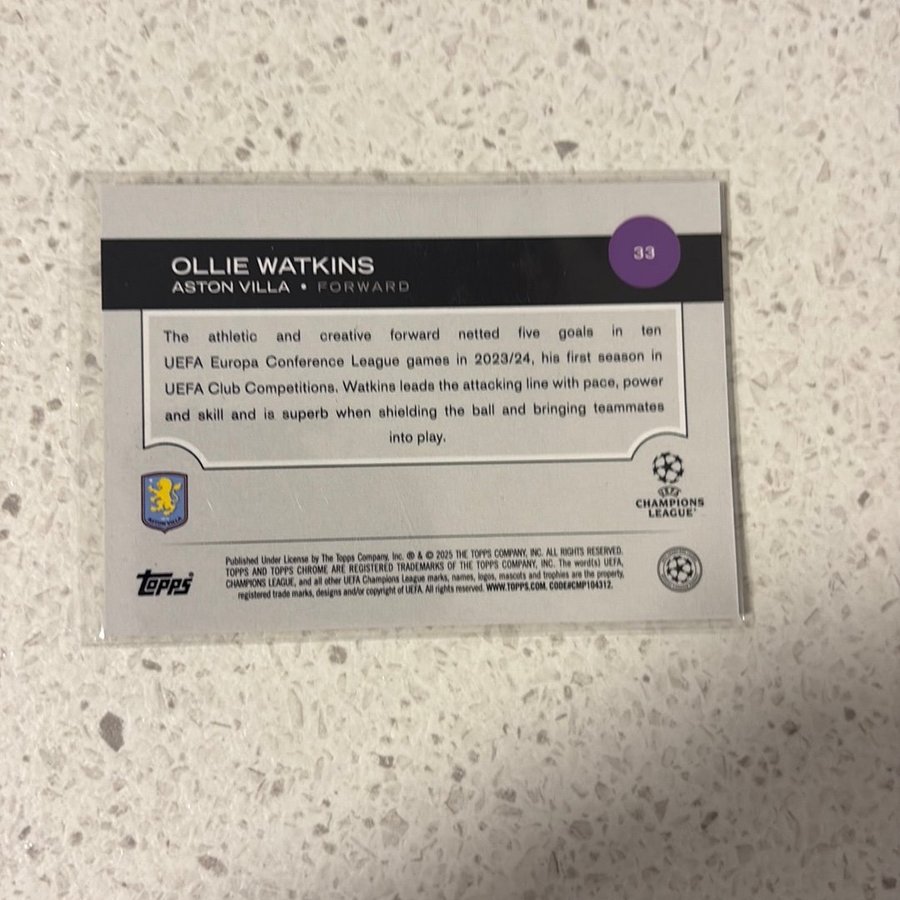 33
OLLIE WATKINS
ASTON VILLA • FORWARD
The athletic and creative forward netted five goals in ten
UEFA Europa Conference League games in 2023/24, his first season in
UEFA Club Competitions. Watkins leads the attacking line with pace, power
and skill and is superb when shielding the ball and bringing teammates
into play.
ASTON VILLA
UEFA
CHAMPIONS
LEAGUE
Topps
Published Under License by The Topps Company, Inc. ® & © 2025 THE TOPPS COMPANY, INC. ALL RIGHTS RESERVED.
TOPPS AND TOPPS CHROME ARE REGISTERED TRADEMARKS OF THE TOPPS COMPANY, INC. The word(s) UEFA,
CHAMPIONS LEAGUE, and all other UEFA Champions League marks, names, logos, mascots and trophies are the property,
registered trade marks, designs and/or copyright of UEFA. All rights reserved. WWW.TOPPS.COM. CODE#CMP104312.